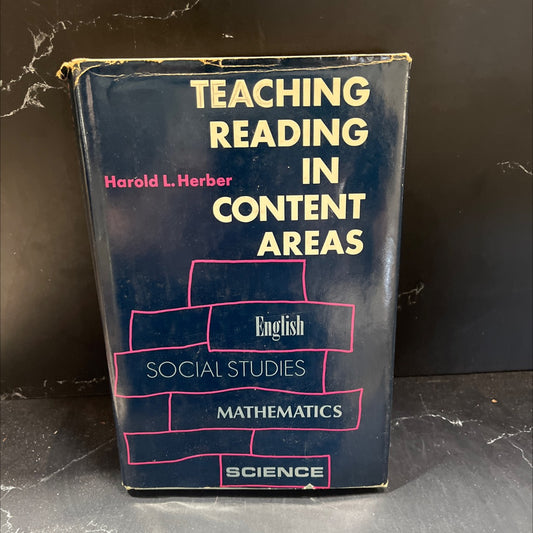 TEACHING
READING
IN
Harold L. Herber
CONTENT
AREAS
English
SOCIAL STUDIES
MATHEMATICS
SCIENCE